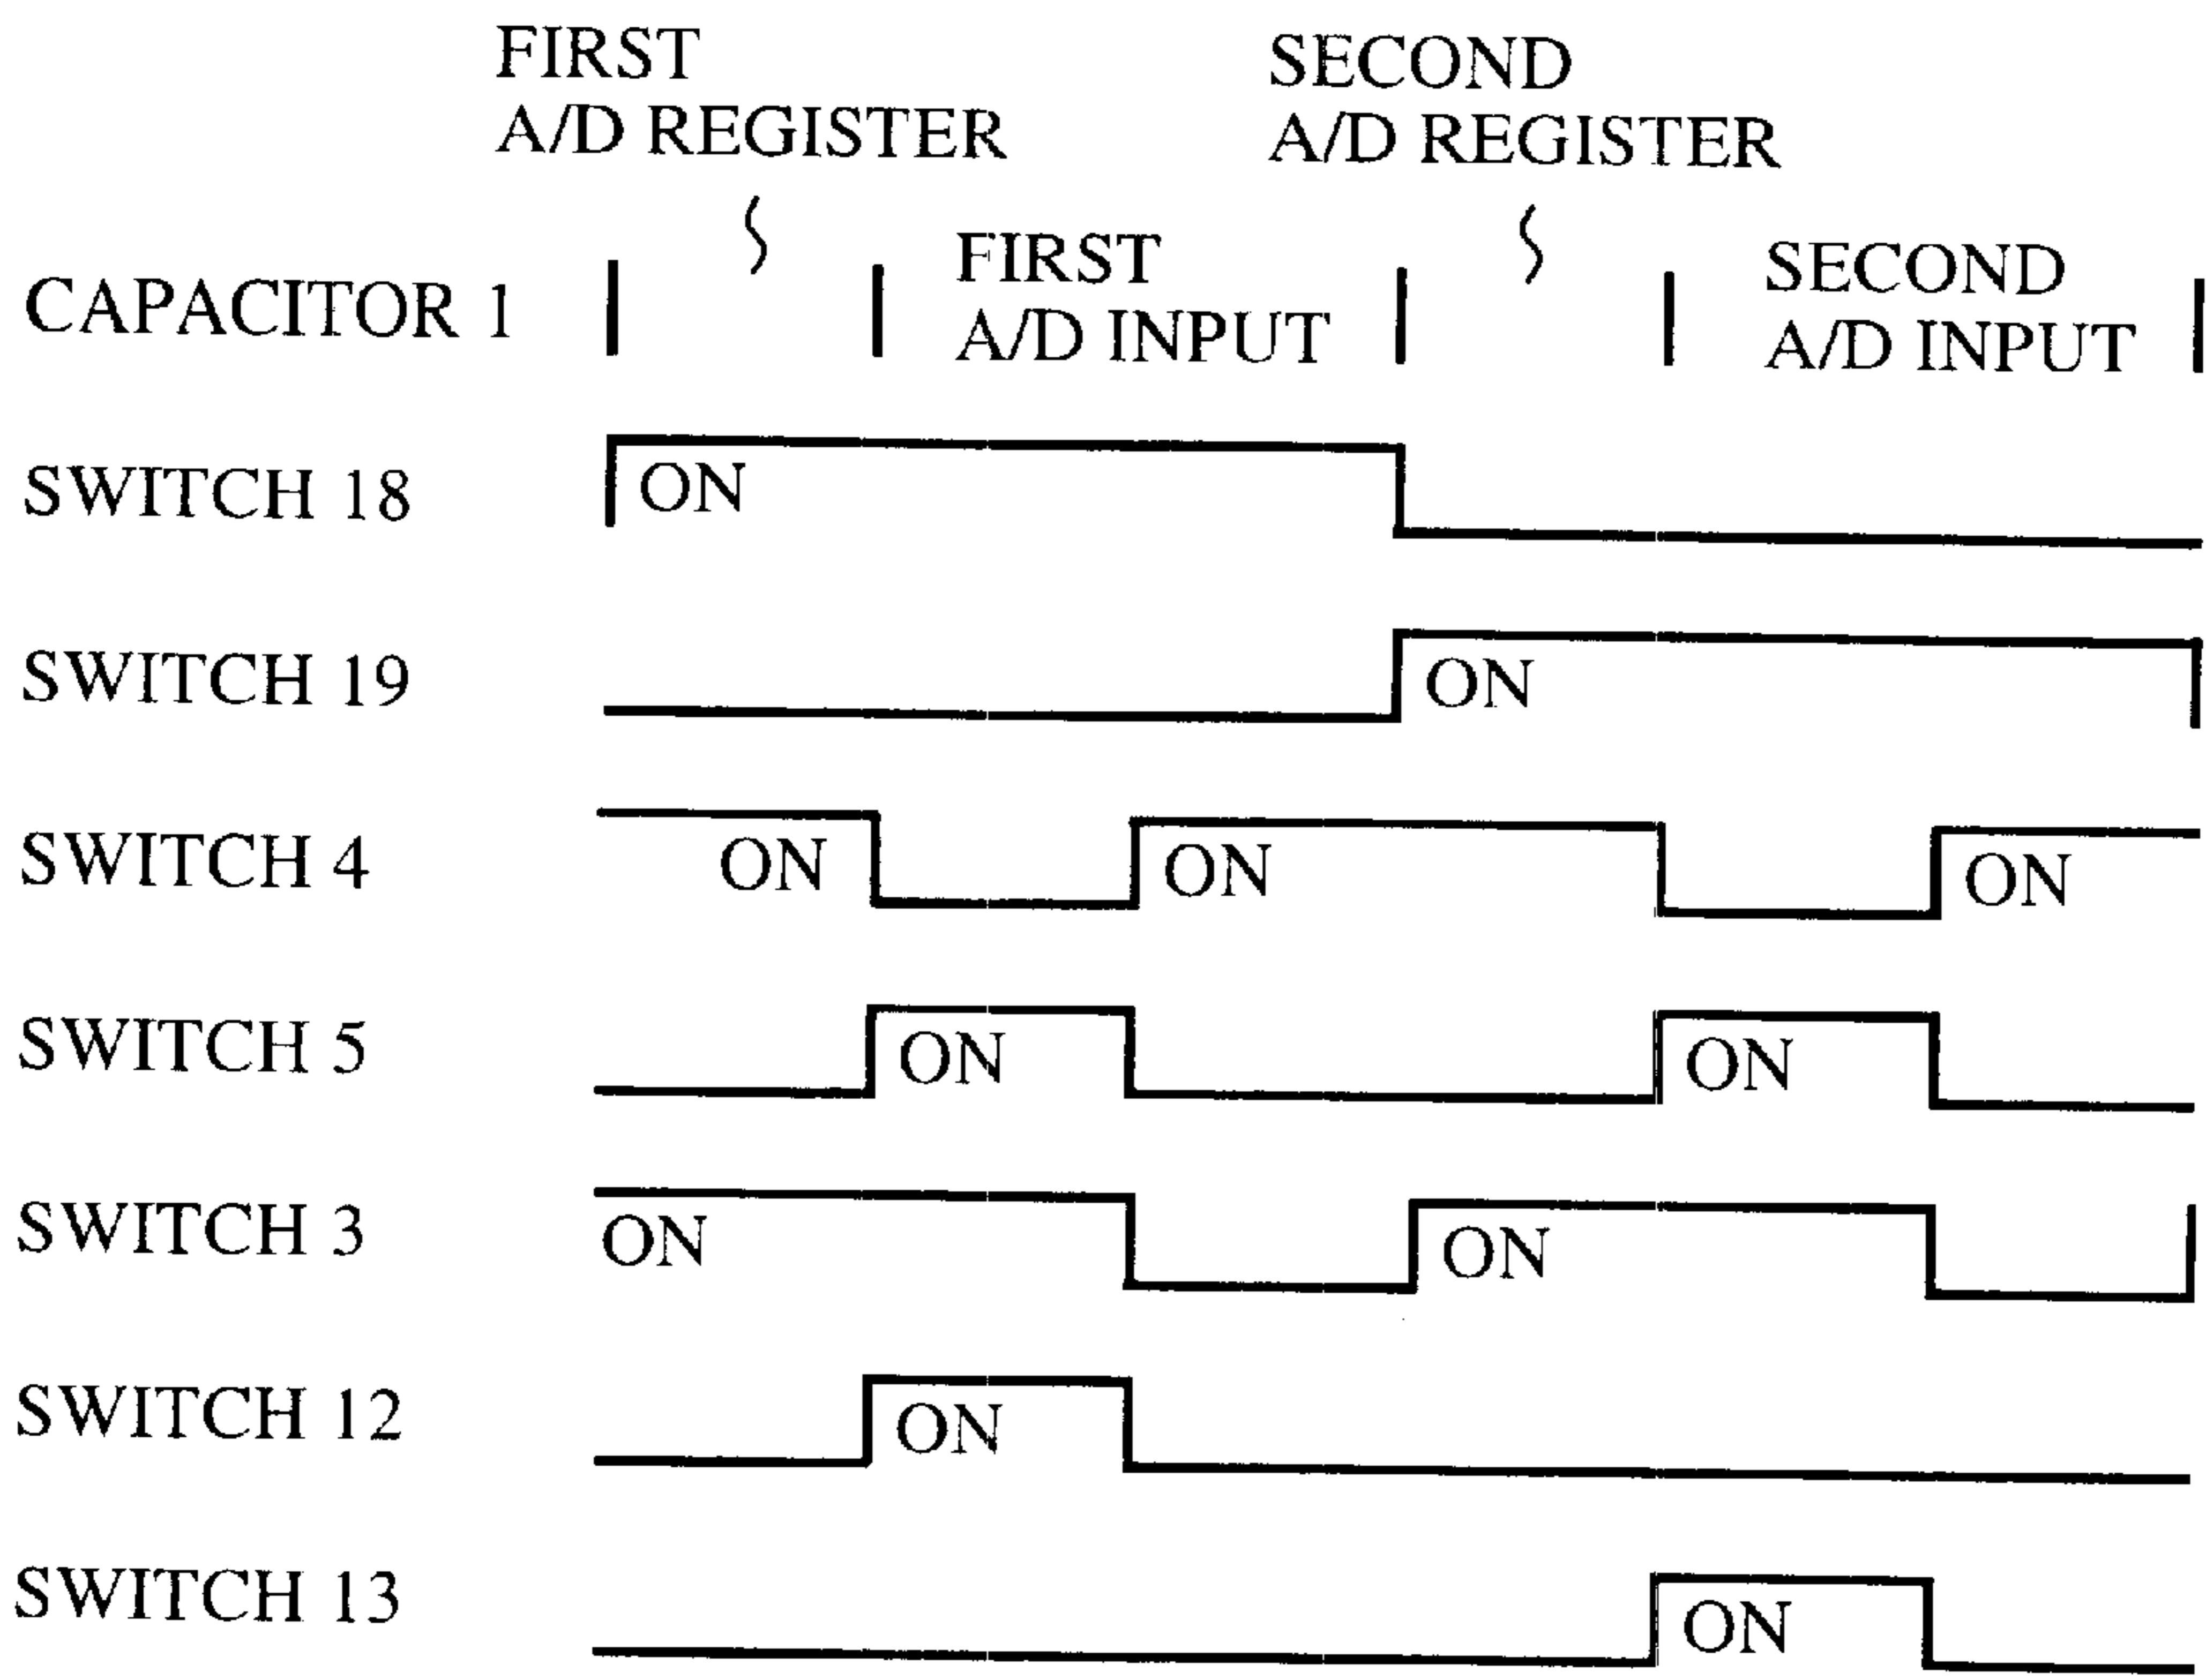 FIRST
A/D REGISTER
SECOND
A/D REGISTER
CAPACITOR 1
FIRST
A/D INPUT
SECOND
A/D INPUT
SWITCH 18
ON
SWITCH 19
ON
SWITCH 4
ON
ON
ON
SWITCH 5
ON
ON
SWITCH 3
ON
ON
SWITCH 12
ON
SWITCH 13
ON